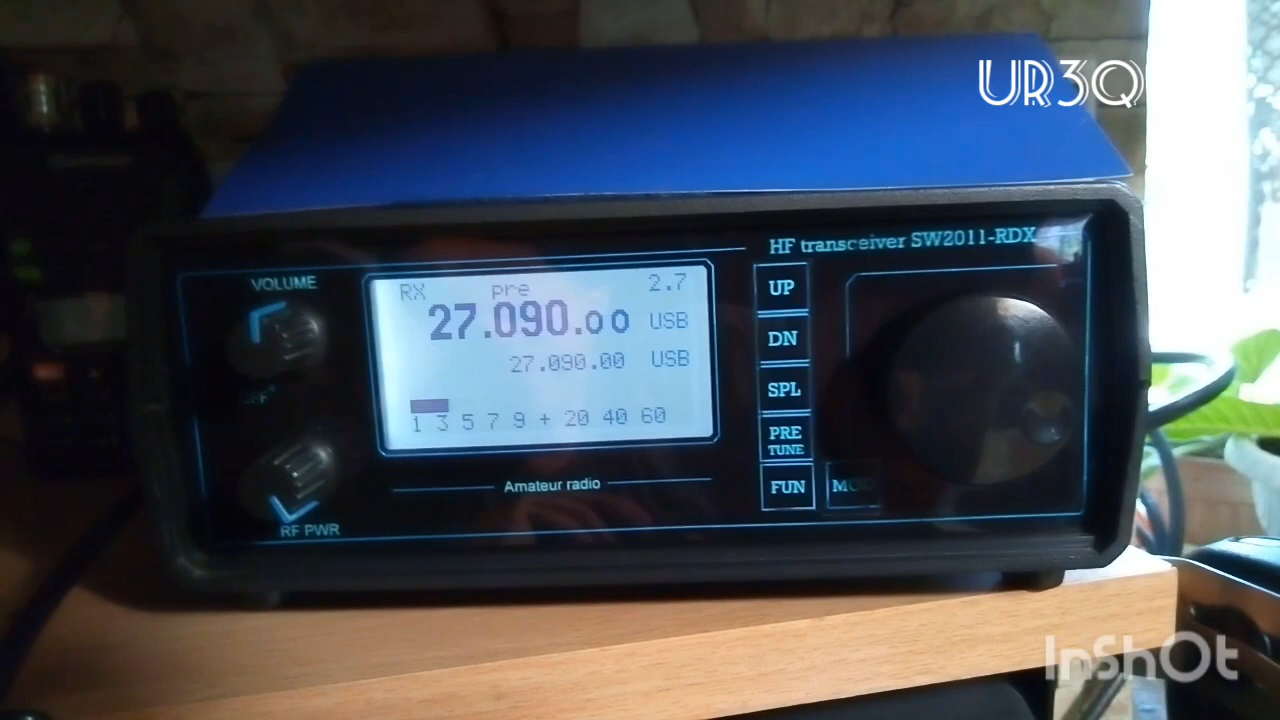 UR3Q
HF transceiver SW2011-RDX
VOLUME
RX pre 2.7
27.090.00 USB
27.090.00 USB
1 3 5 7 9 + 20 40 60
UP
DN
SPL
PRE
TUNE
FUN
Amateur radio
RF PWR
InShOt